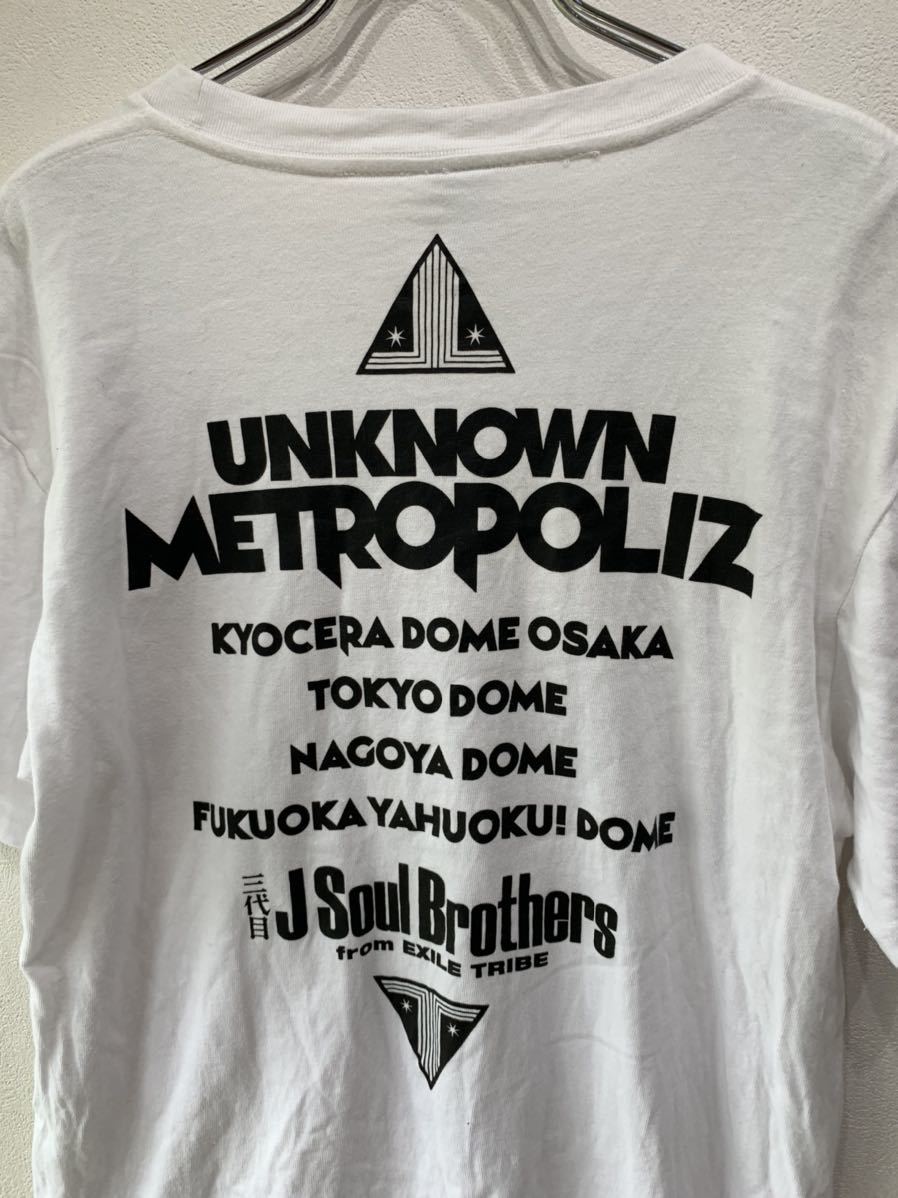 UNKNOWN
METROPOLIZ
KYOCERA DOME OSAKA
TOKYO DOME
NAGOYA DOME
FUKUOKA YAHUOKU! DOME
三代目 J Soul Brothers
from EXILE TRIBE